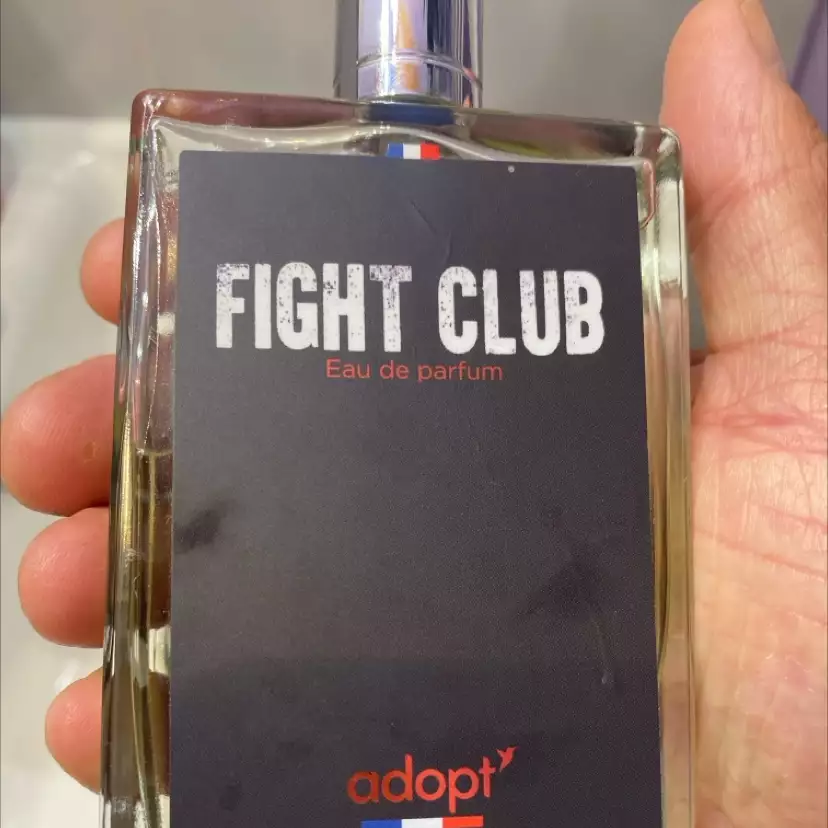 FIGHT CLUB
Eau de parfum
adopt'